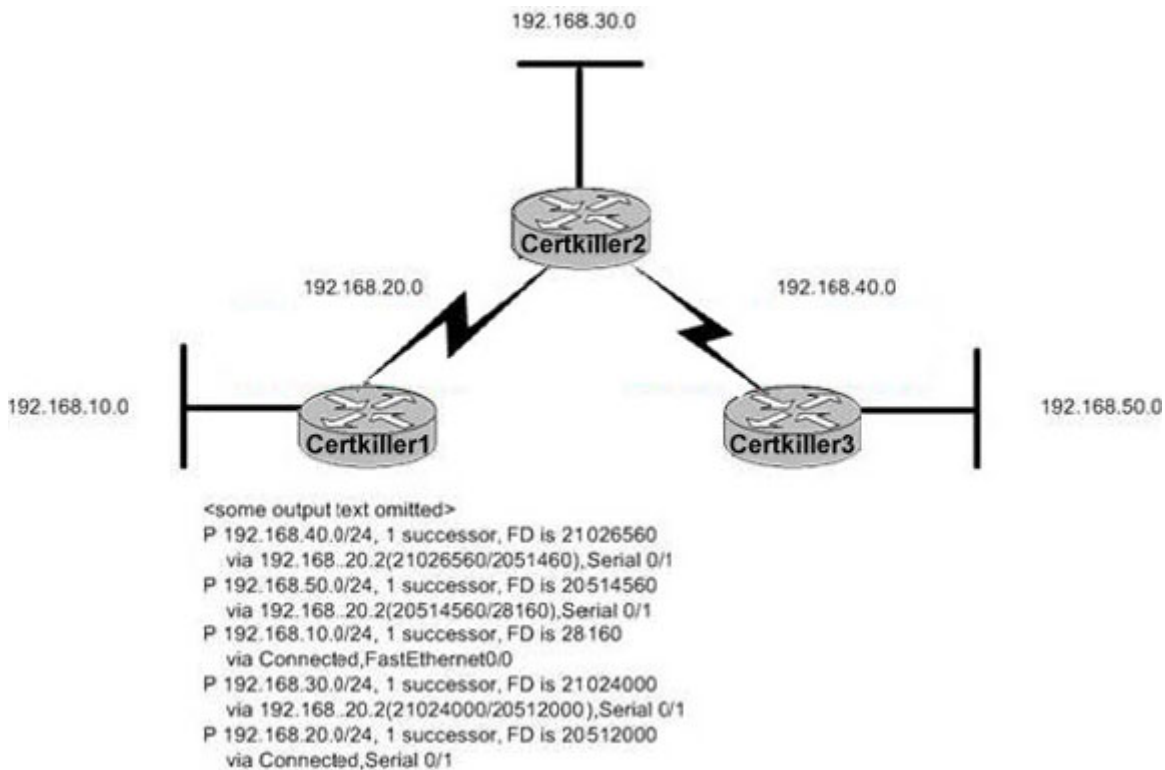 192.168.30.0
Certkiller2
192.168.20.0
192.168.40.0
192.168.10.0
Certkiller1
Certkiller3
192.168.50.0
<some output text omitted>
P 192.168.40.0/24, 1 successor, FD is 21026560
via 192.168..20.2(21026560/2051460),Serial 0/1
P 192.168.50.0/24, 1 successor, FD is 20514560
via 192.168..20.2(20514560/28160),Serial 0/1
P 192.168.10.0/24, 1 successor, FD is 28160
via Connected,FastEthernet0/0
P 192.168.30.0/24, 1 successor, FD is 21024000
via 192.168..20.2(21024000/20512000),Serial 0/1
P 192.168.20.0/24, 1 successor, FD is 20512000
via Connected,Serial 0/1